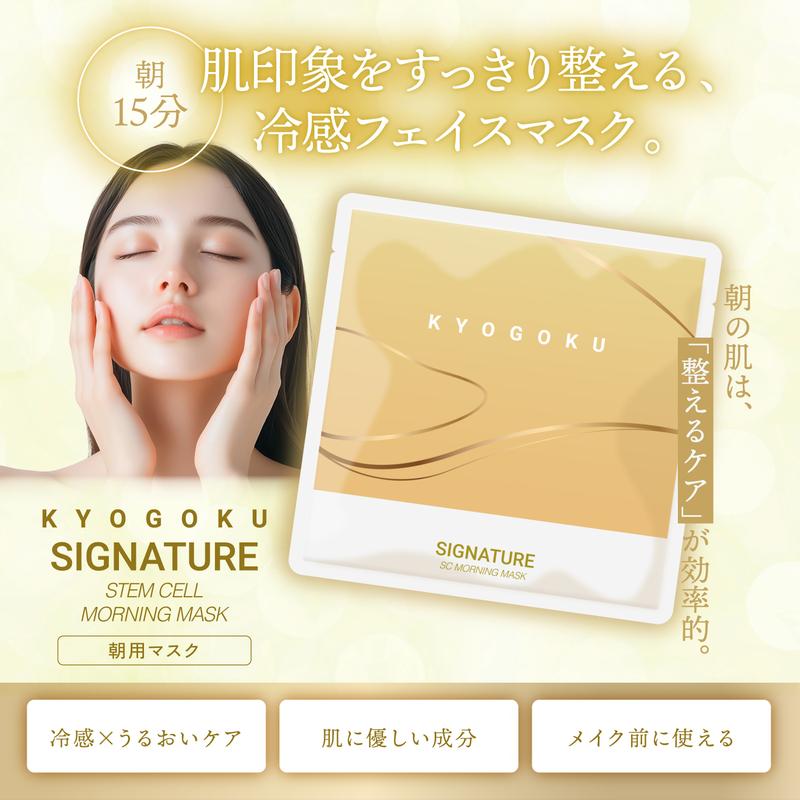 朝
15分
肌印象をすっきり整える、
冷感フェイスマスク。
KYOGOKU
SIGNATURE
SC MORNING MASK
朝の肌は、
「整えるケア」が効率的。
KYOGOKU
SIGNATURE
STEM CELL
MORNING MASK
朝用マスク
冷感×うるおいケア
肌に優しい成分
メイク前に使える